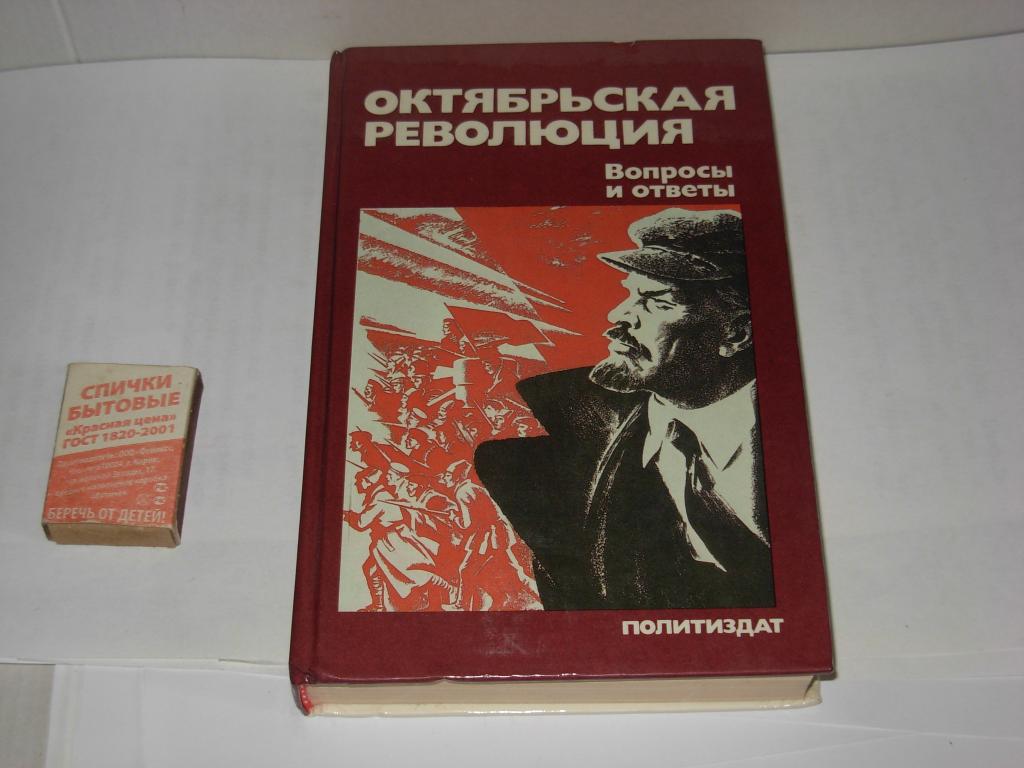 ОКТЯБРЬСКАЯ
РЕВОЛЮЦИЯ
Вопросы
и ответы
ПОЛИТИЗДАТ
СПИЧКИ
БЫТОВЫЕ
«Красная цена»
ГОСТ 1820-2001
БЕРЕЧЬ ОТ ДЕТЕЙ!